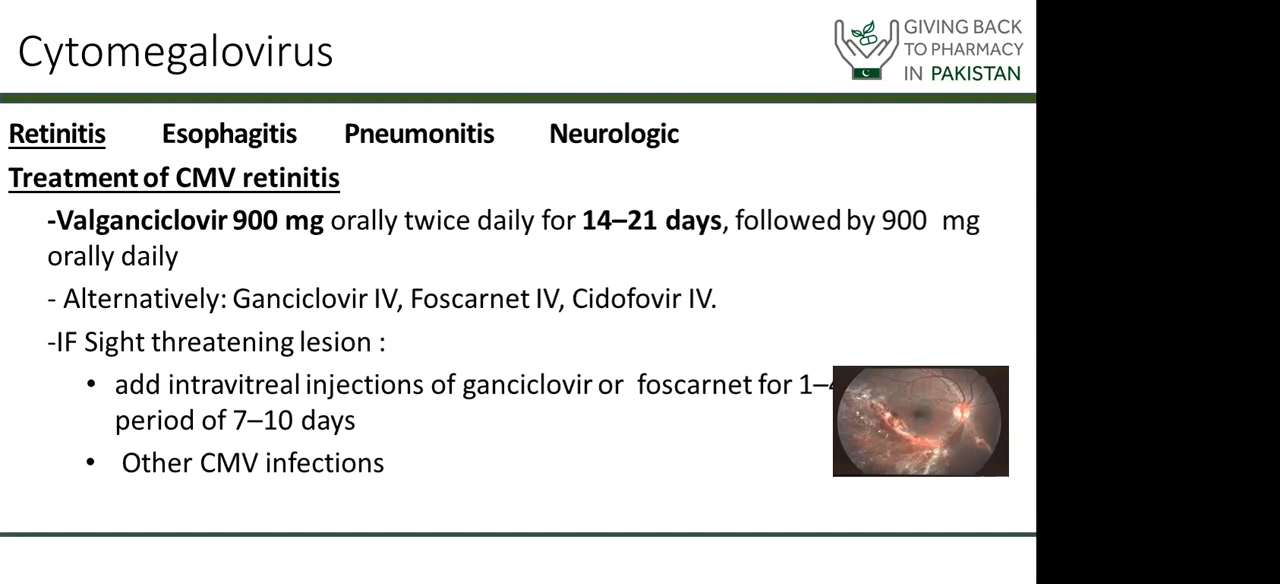 Cytomegalovirus
GIVING BACK
TO PHARMACY
IN PAKISTAN
Retinitis Esophagitis Pneumonitis Neurologic
Treatment of CMV retinitis
-Valganciclovir 900 mg orally twice daily for 14–21 days, followed by 900 mg
orally daily
- Alternatively: Ganciclovir IV, Foscarnet IV, Cidofovir IV.
-IF Sight threatening lesion :
• add intravitreal injections of ganciclovir or foscarnet for 1–
period of 7–10 days
• Other CMV infections